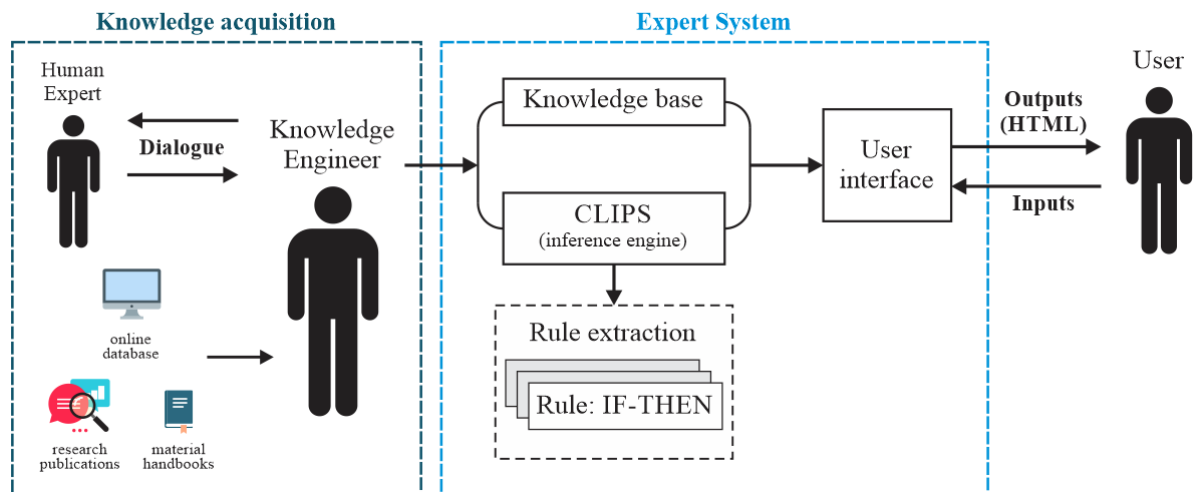 Knowledge acquisition
Human
Expert
Dialogue
Knowledge
Engineer
online
database
research
publications
material
handbooks
Expert System
Knowledge base
CLIPS
(inference engine)
Rule extraction
Rule: IF-THEN
User
interface
Outputs
(HTML)
Inputs
User